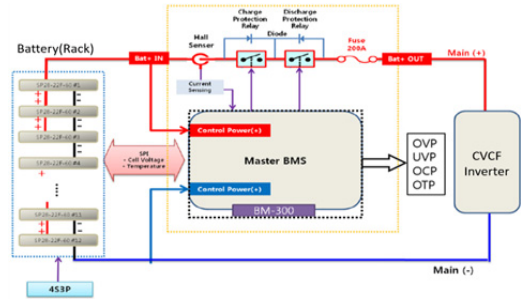 Battery(Rack)
Hall
Sensor
Charge
Protection
Relay
Discharge
Protection
Relay
Diode
Fuse
200A
Bat+ IN
Bat+ OUT
Main (+)
Current
Sensing
SPI
- Cell Voltage
- Temperature
Control Power(+)
Master BMS
Control Power(+)
BM-300
OVP
UVP
OCP
OTP
CVCF
Inverter
Main (-)
4S3P